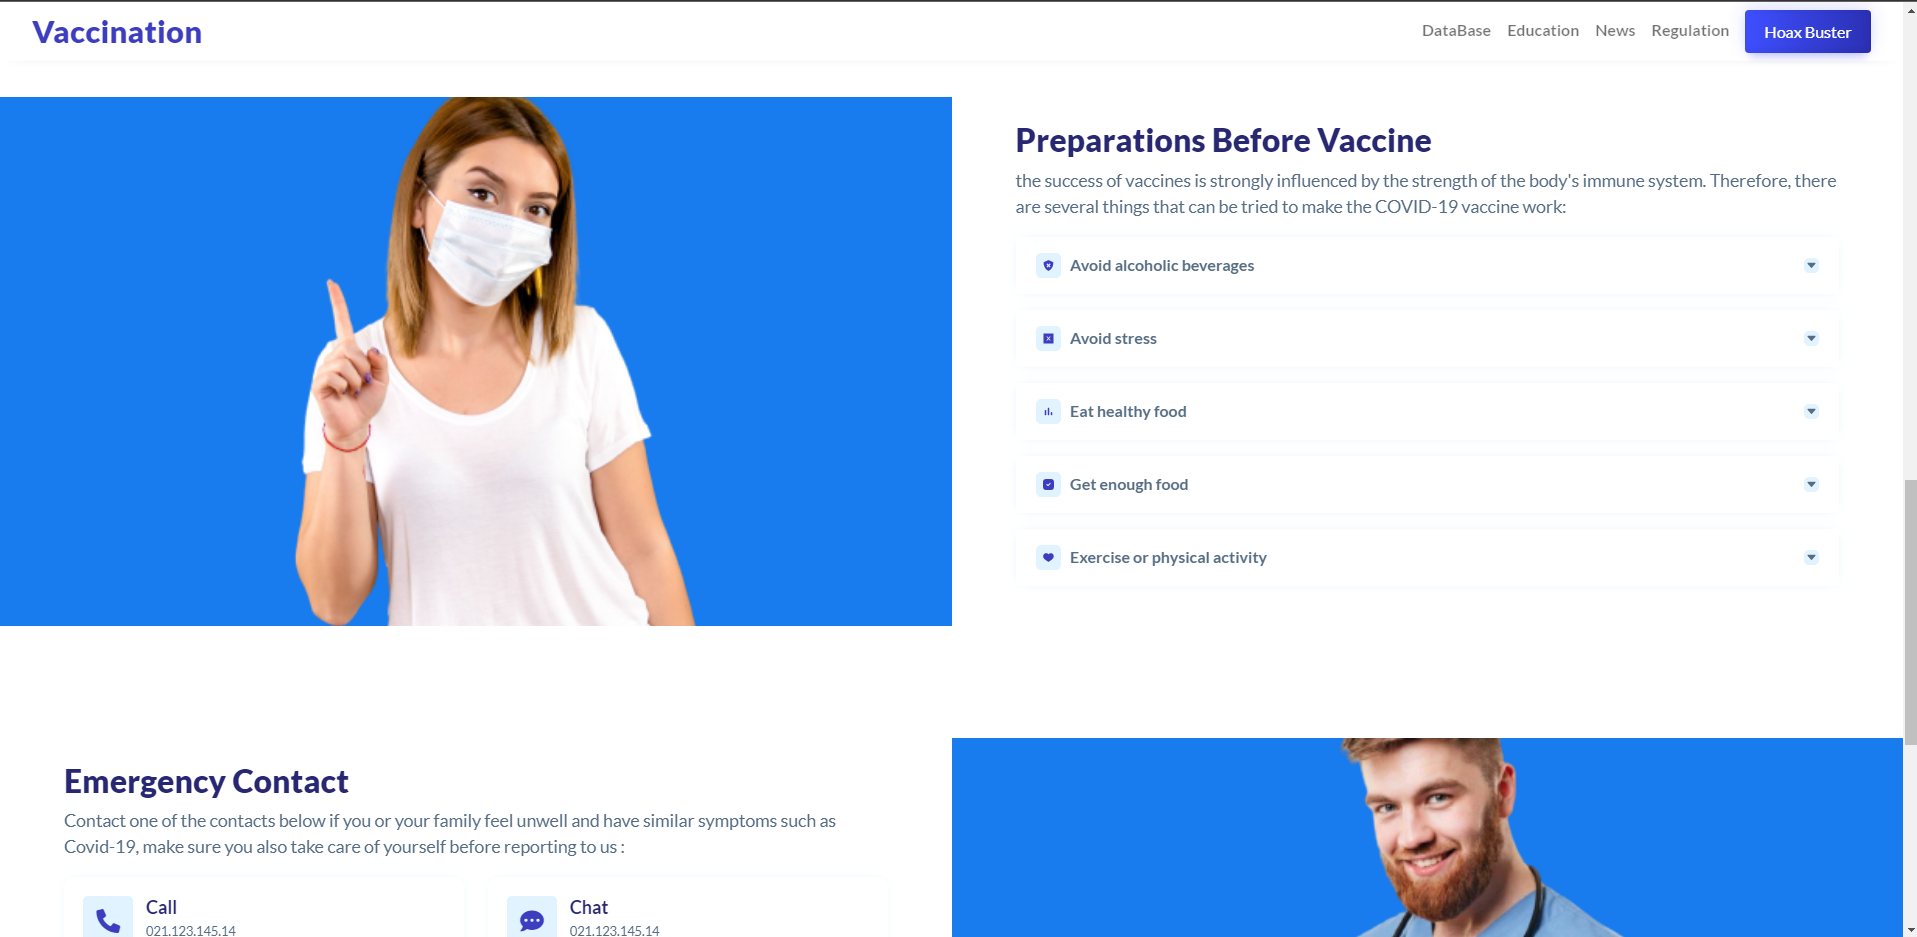 Vaccination
DataBase
Education
News
Regulation
Hoax Buster
Preparations Before Vaccine
the success of vaccines is strongly influenced by the strength of the body's immune system. Therefore, there
are several things that can be tried to make the COVID-19 vaccine work:
Avoid alcoholic beverages
Avoid stress
Eat healthy food
Get enough food
Exercise or physical activity
Emergency Contact
Contact one of the contacts below if you or your family feel unwell and have similar symptoms such as
Covid-19, make sure you also take care of yourself before reporting to us :
Call
021.123.145.14
Chat
021.123.145.14